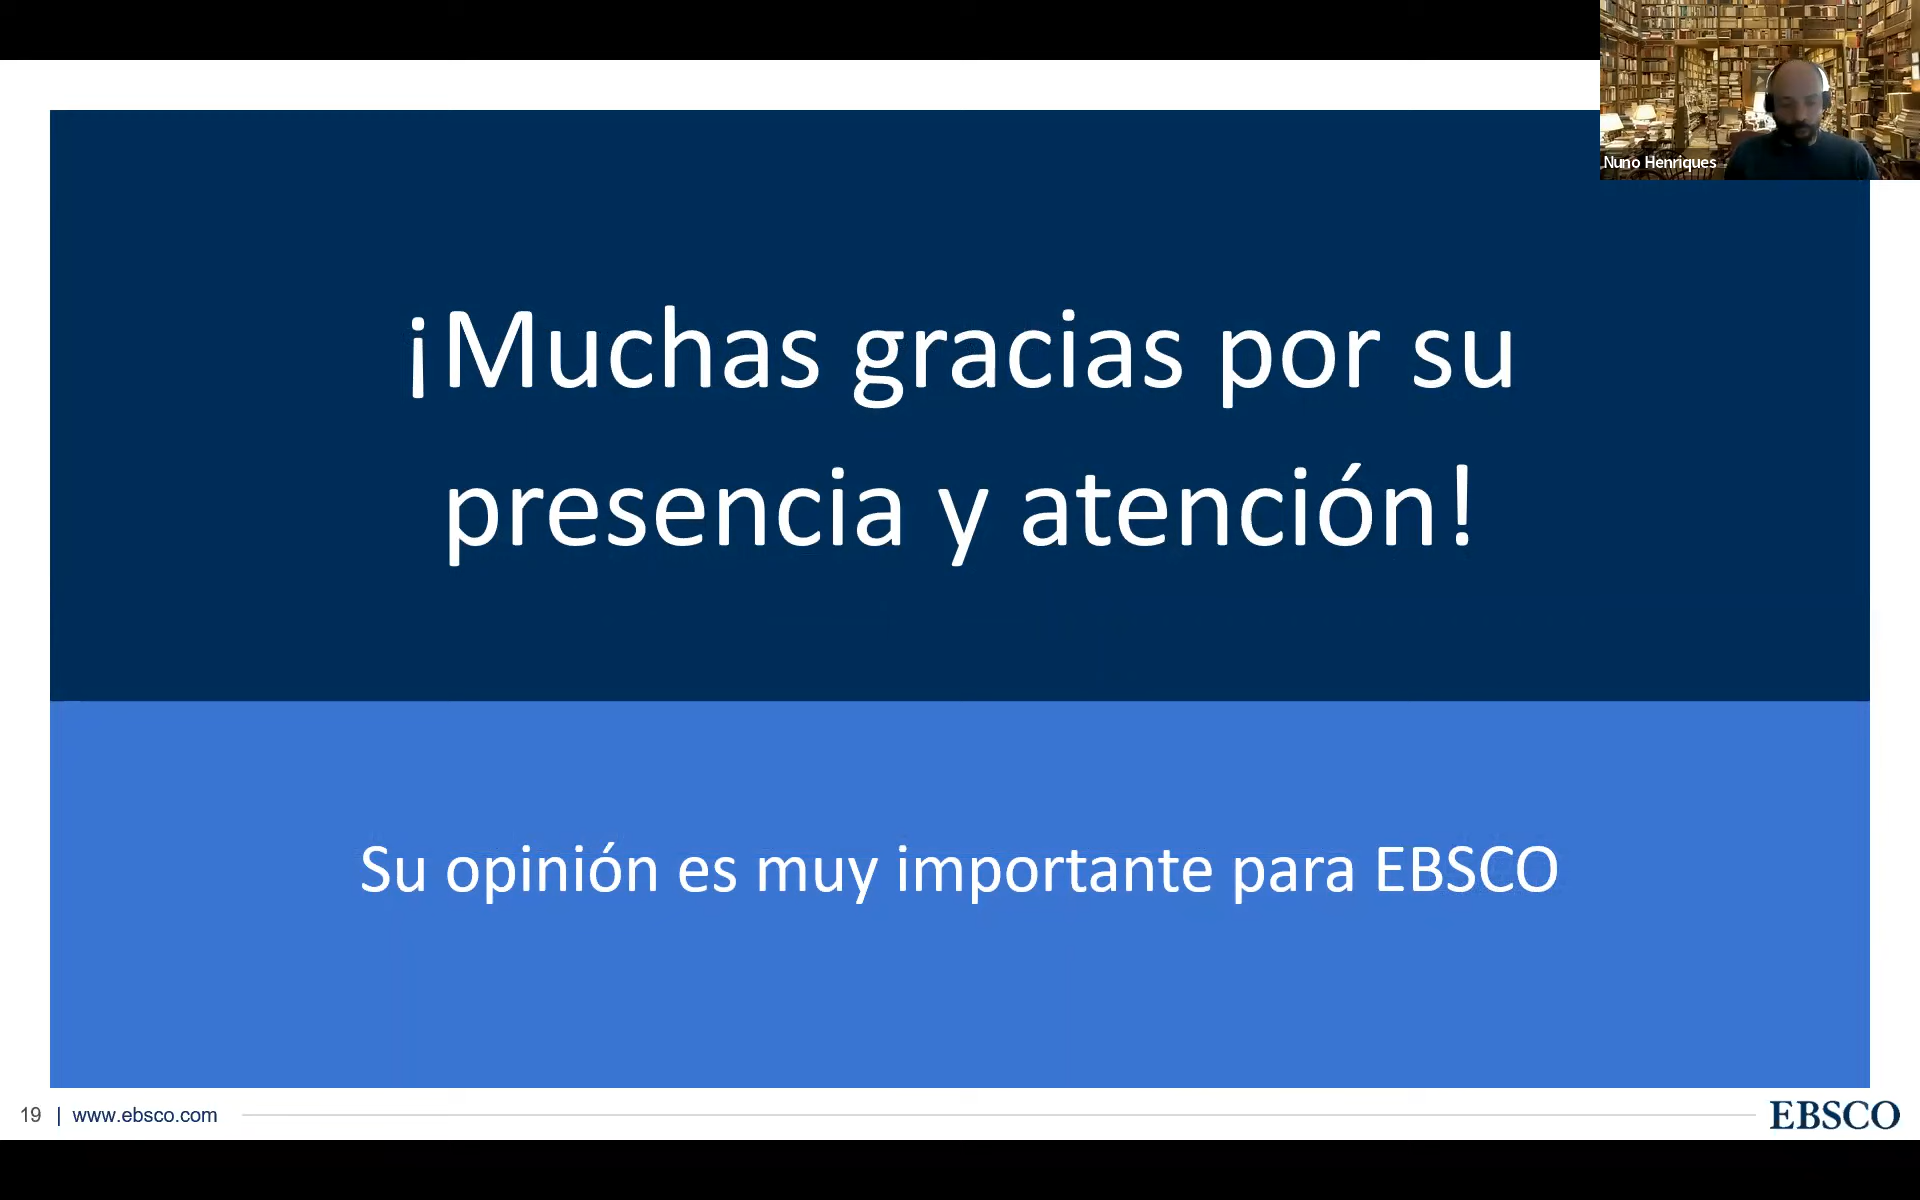 Nuno Henriques
¡Muchas gracias por su
presencia y atención!
Su opinión es muy importante para EBSCO
19 | www.ebsco.com
EBSCO